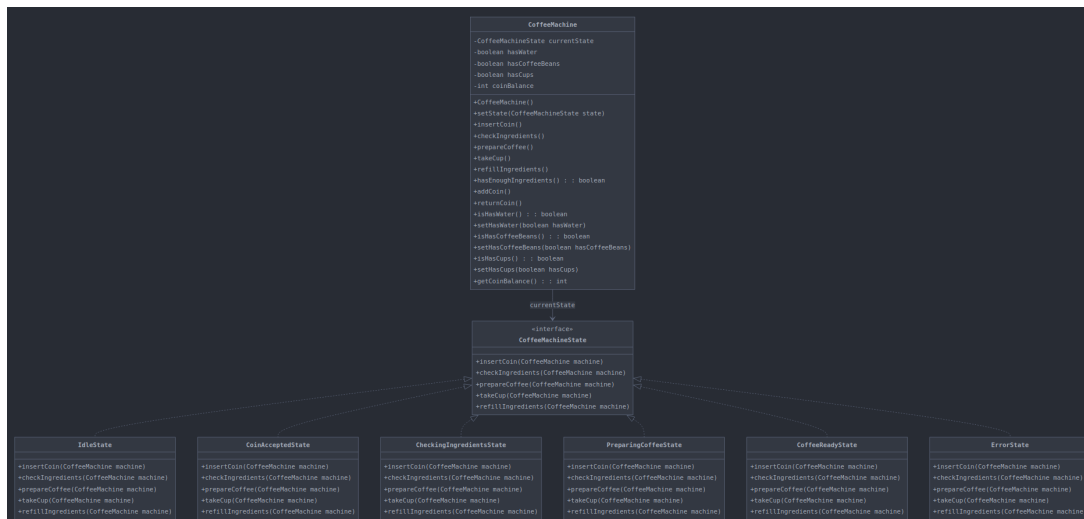 CoffeeMachine
-CoffeeMachineState currentState
-boolean hasWater
-boolean hasCoffeeBeans
-boolean hasCups
-int coinBalance
+CoffeeMachine()
+setState(CoffeeMachineState state)
+insertCoin()
+checkIngredients()
+prepareCoffee()
+takeCup()
+refillIngredients()
+hasEnoughIngredients() : : boolean
+addCoin()
+returnCoin()
+isHasWater() : : boolean
+setHasWater(boolean hasWater)
+isHasCoffeeBeans() : : boolean
+setHasCoffeeBeans(boolean hasCoffeeBeans)
+isHasCups() : : boolean
+setHasCups(boolean hasCups)
+getCoinBalance() : : int
currentState
«interface»
CoffeeMachineState
+insertCoin(CoffeeMachine machine)
+checkIngredients(CoffeeMachine machine)
+prepareCoffee(CoffeeMachine machine)
+takeCup(CoffeeMachine machine)
+refillIngredients(CoffeeMachine machine)
IdleState
+insertCoin(CoffeeMachine machine)
+checkIngredients(CoffeeMachine machine)
+prepareCoffee(CoffeeMachine machine)
+takeCup(CoffeeMachine machine)
+refillIngredients(CoffeeMachine machine)
CoinAcceptedState
+insertCoin(CoffeeMachine machine)
+checkIngredients(CoffeeMachine machine)
+prepareCoffee(CoffeeMachine machine)
+takeCup(CoffeeMachine machine)
+refillIngredients(CoffeeMachine machine)
CheckingIngredientsState
+insertCoin(CoffeeMachine machine)
+checkIngredients(CoffeeMachine machine)
+prepareCoffee(CoffeeMachine machine)
+takeCup(CoffeeMachine machine)
+refillIngredients(CoffeeMachine machine)
PreparingCoffeeState
+insertCoin(CoffeeMachine machine)
+checkIngredients(CoffeeMachine machine)
+prepareCoffee(CoffeeMachine machine)
+takeCup(CoffeeMachine machine)
+refillIngredients(CoffeeMachine machine)
CoffeeReadyState
+insertCoin(CoffeeMachine machine)
+checkIngredients(CoffeeMachine machine)
+prepareCoffee(CoffeeMachine machine)
+takeCup(CoffeeMachine machine)
+refillIngredients(CoffeeMachine machine)
ErrorState
+insertCoin(CoffeeMachine machine)
+checkIngredients(CoffeeMachine machine)
+prepareCoffee(CoffeeMachine machine)
+takeCup(CoffeeMachine machine)
+refillIngredients(CoffeeMachine machine)